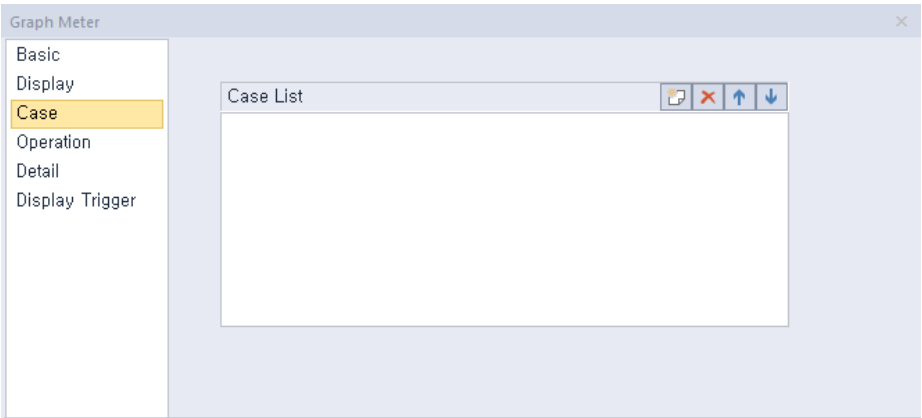 Graph Meter
Basic
Display
Case
Operation
Detail
Display Trigger
Case List